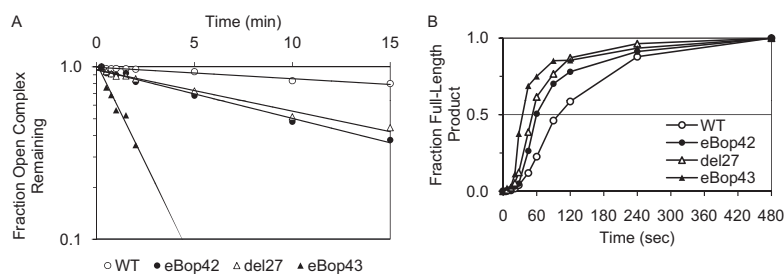 A
Time (min)
0 5 10 15
1.0
0.1
Fraction Open Complex
Remaining
WT eBop42 del27 eBop43
B
1.0
0.5
0.0
Fraction Full-Length
Product
WT
eBop42
del27
eBop43
0 60 120 180 240 300 360 420 480
Time (sec)